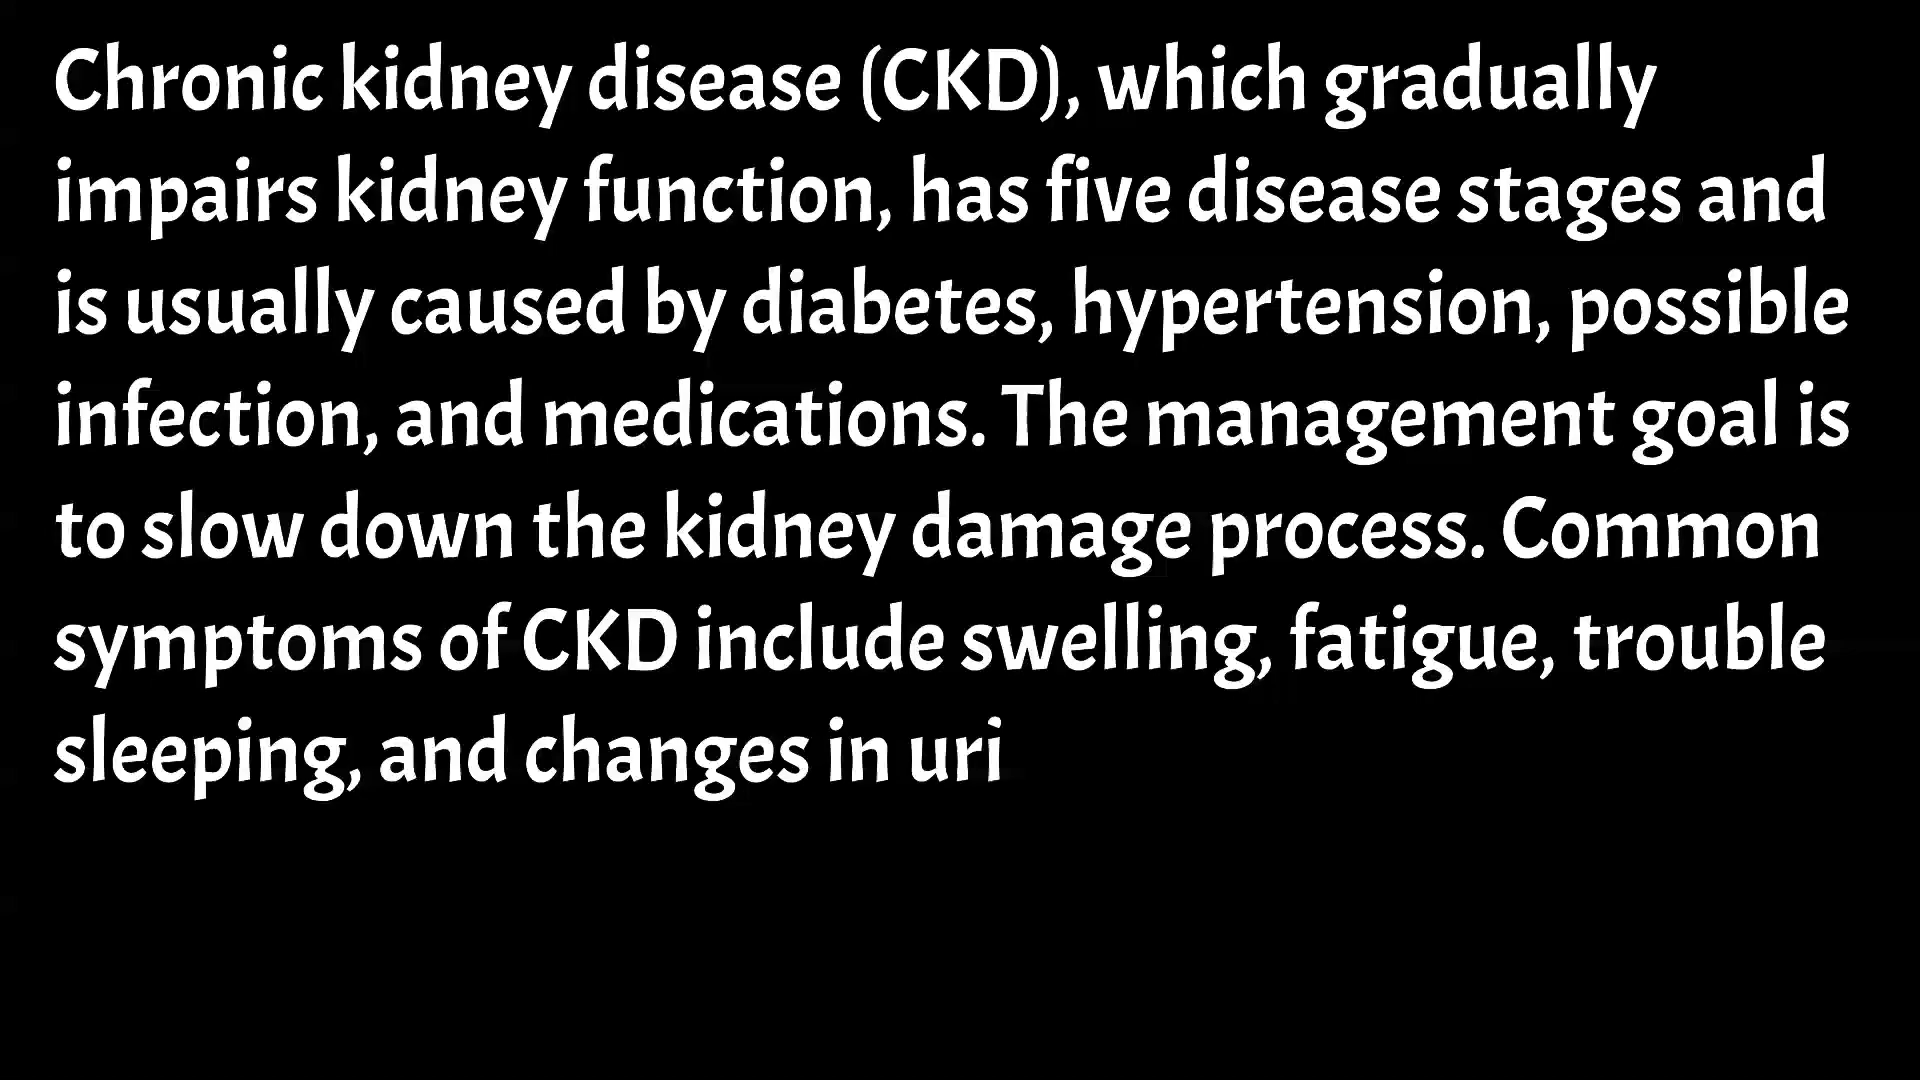 Chronic kidney disease (CKD), which gradually
impairs kidney function, has five disease stages and
is usually caused by diabetes, hypertension, possible
infection, and medications. The management goal is
to slow down the kidney damage process. Common
symptoms of CKD include swelling, fatigue, trouble
sleeping, and changes in uri